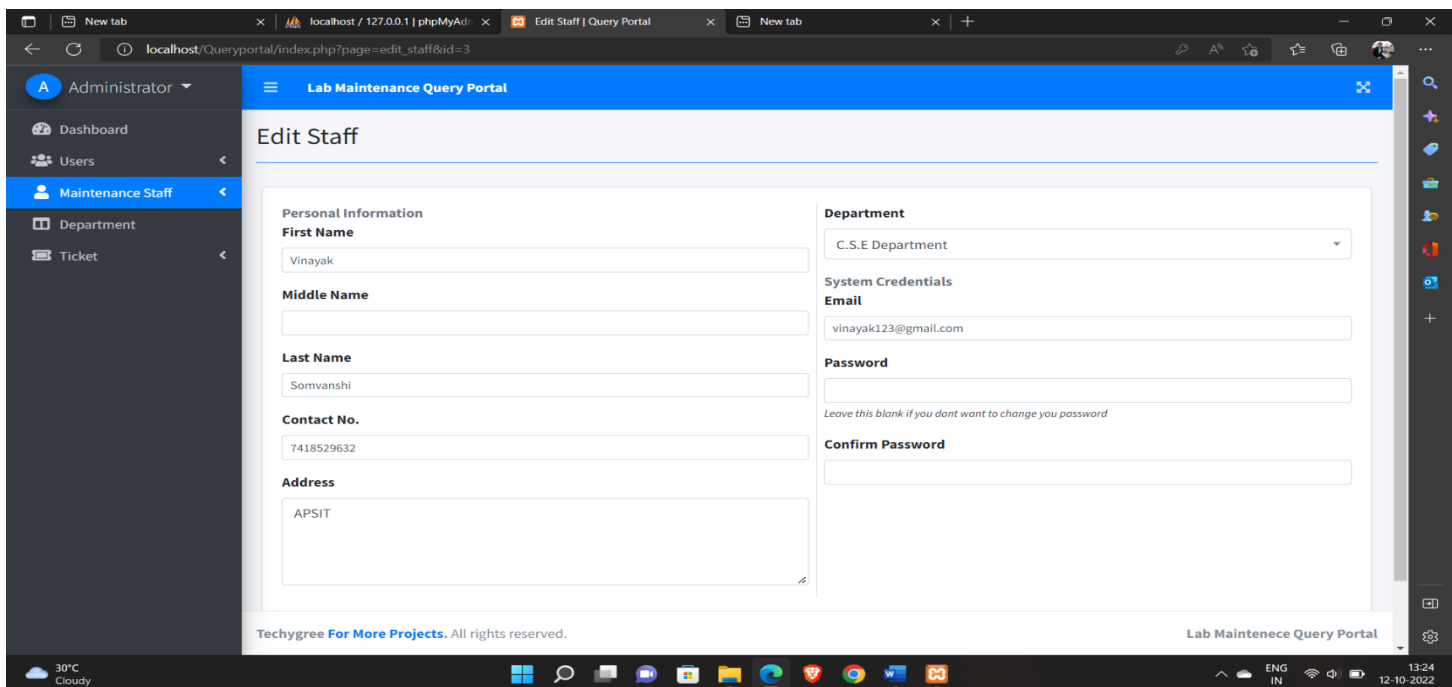 New tab
localhost / 127.0.0.1 | phpMyAdn
Edit Staff | Query Portal
New tab
localhost/Queryportal/index.php?page=edit_staff&id=3
A Administrator
Lab Maintenance Query Portal
Dashboard
Users
Maintenance Staff
Department
Ticket
Edit Staff
Personal Information
First Name
Vinayak
Middle Name
Last Name
Somvanshi
Contact No.
7418529632
Address
APSIT
Department
C.S.E Department
System Credentials
Email
vinayak123@gmail.com
Password
Leave this blank if you dont want to change you password
Confirm Password
Techygree For More Projects. All rights reserved.
Lab Maintenece Query Portal
30°C
Cloudy
ENG
IN
13:24
12-10-2022